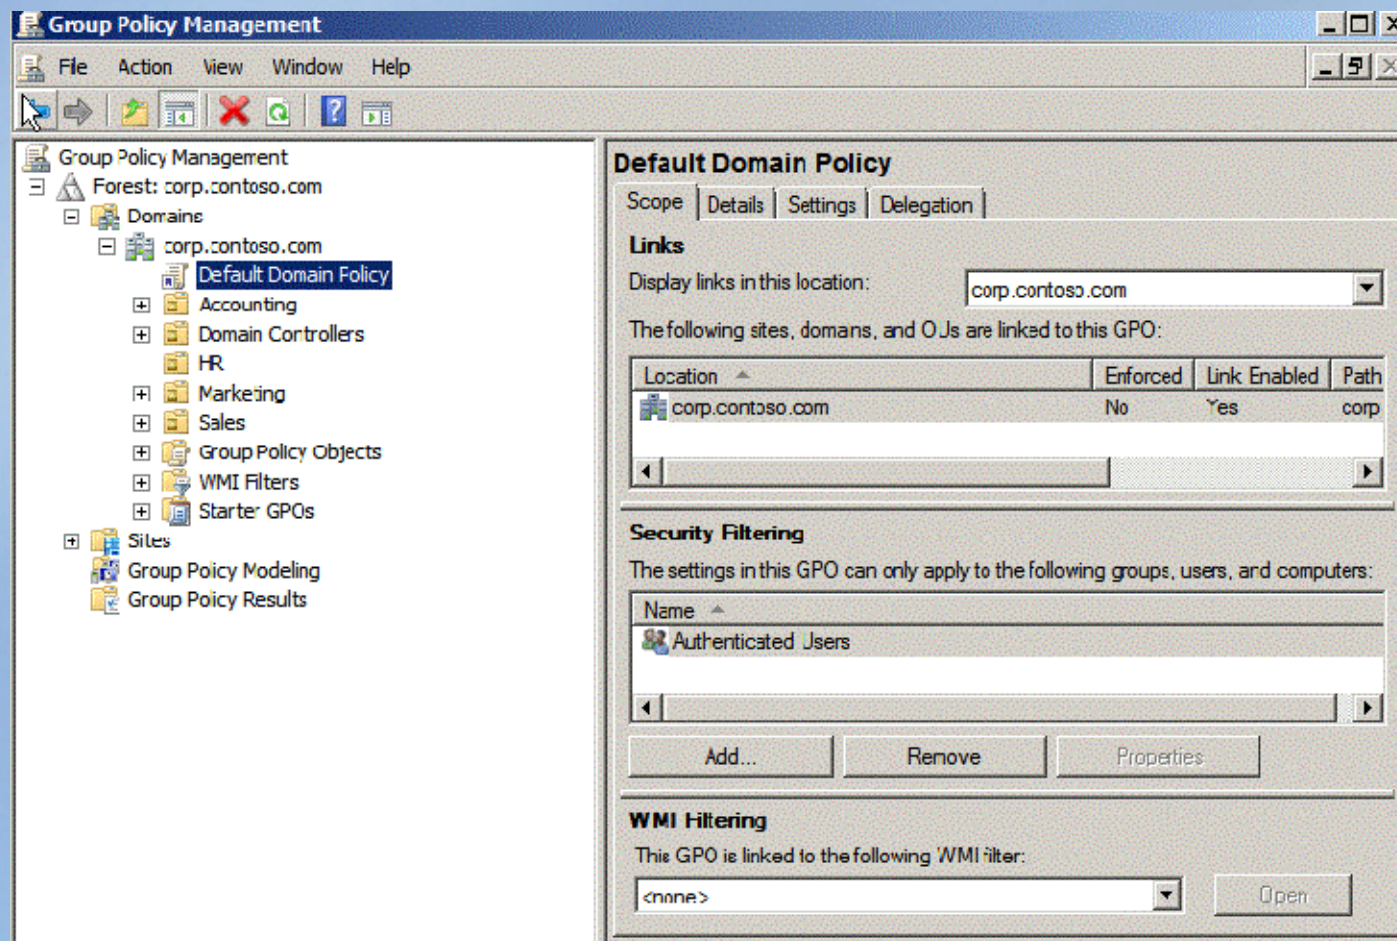 Group Policy Management
File Action View Window Help
Group Policy Management
Forest: corp.contoso.com
Domains
corp.contoso.com
Default Domain Policy
Accounting
Domain Controllers
HR
Marketing
Sales
Group Policy Objects
WMI Filters
Starter GPOs
Sites
Group Policy Modeling
Group Policy Results
Default Domain Policy
Scope Details Settings Delegation
Links
Display links in this location: corp.contoso.com
The following sites, domains, and OUs are linked to this GPO:
Location Enforced Link Enabled Path
corp.contoso.com No Yes corp
Security Filtering
The settings in this GPO can only apply to the following groups, users, and computers:
Name
Authenticated Users
Add... Remove Properties
WMI Filtering
This GPO is linked to the following WMI filter:
<none> Open